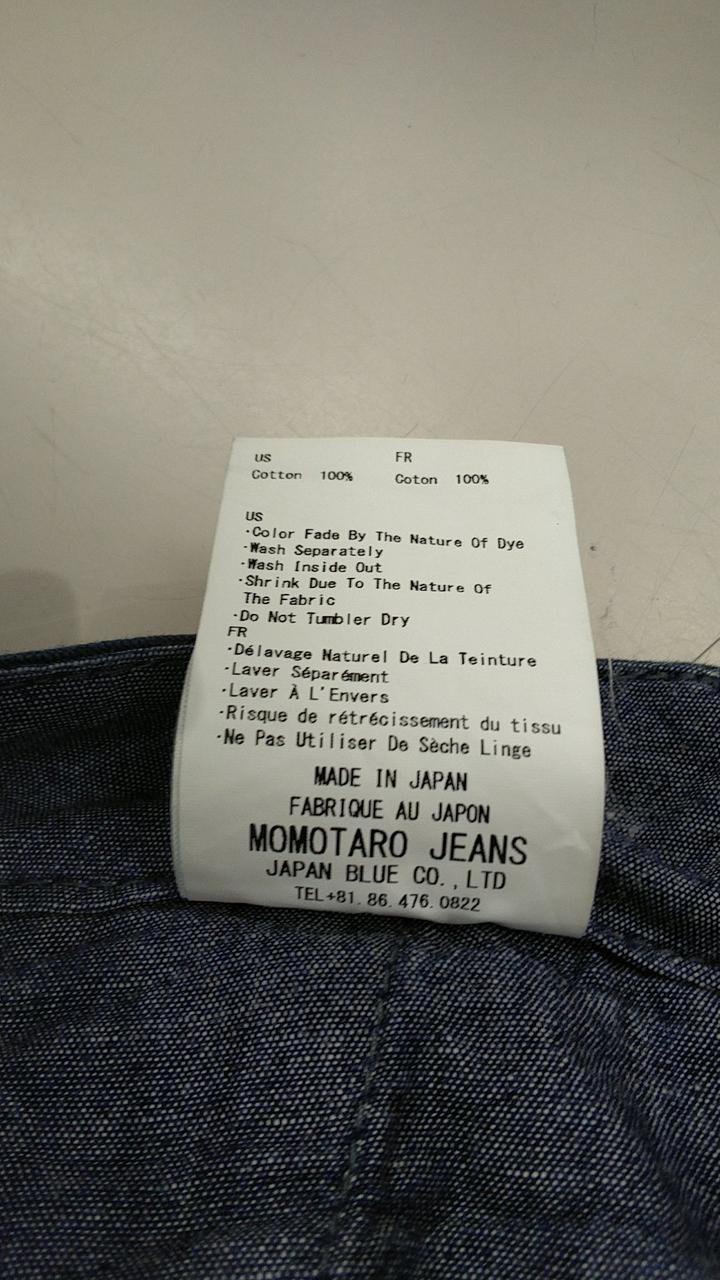 US FR
Cotton 100% Coton 100%
US
·Color Fade By The Nature Of Dye
·Wash Separately
·Wash Inside Out
·Shrink Due To The Nature Of
The Fabric
·Do Not Tumbler Dry
FR
·Délavage Naturel De La Teinture
·Laver Séparément
·Laver À L'Envers
·Risque de rétrécissement du tissu
·Ne Pas Utiliser De Sèche Linge
MADE IN JAPAN
FABRIQUE AU JAPON
MOMOTARO JEANS
JAPAN BLUE CO.,LTD
TEL+81.86.476.0822